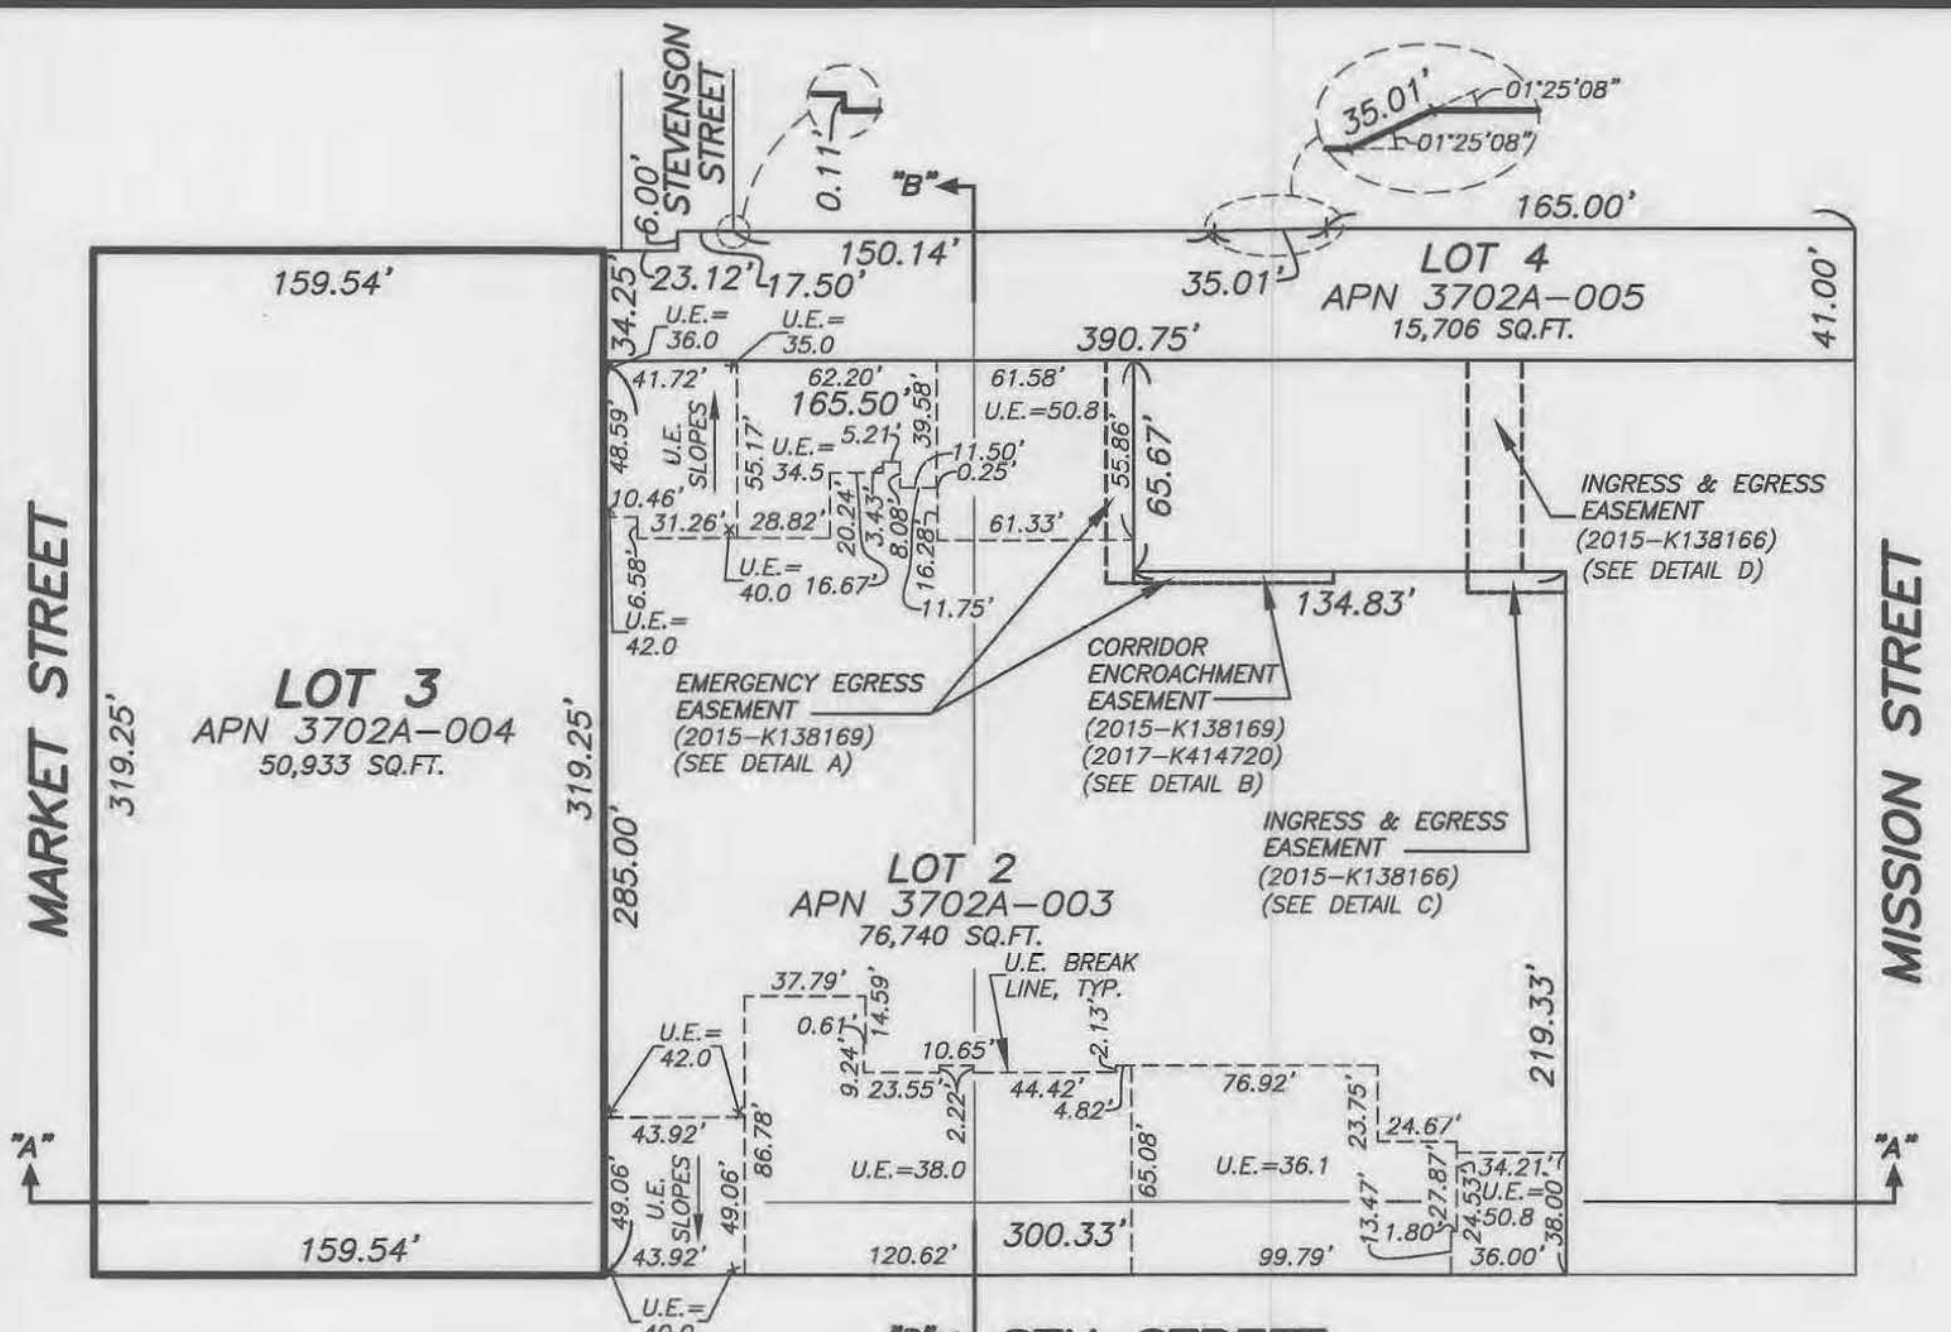 STEVENSON
STREET
6.00'
0.11'
"B"
35.01'
01°25'08"
01°25'08"
165.00'
159.54'
34.25'
23.12'
17.50'
150.14'
35.01'
LOT 4
APN 3702A-005
15,706 SQ.FT.
41.00'
U.E.=
36.0
U.E.=
35.0
390.75'
41.72'
62.20'
61.58'
165.50'
39.58'
U.E.=50.8
48.59'
U.E.
SLOPES
55.17'
U.E.=
34.5
5.21'
11.50'
0.25'
55.86'
65.67'
10.46'
31.26'
28.82'
20.24'
3.43'
8.08'
16.28'
61.33'
6.58'
U.E.=
40.0
16.67'
11.75'
U.E.=
42.0
INGRESS & EGRESS
EASEMENT
(2015-K138166)
(SEE DETAIL D)
134.83'
MARKET STREET
319.25'
LOT 3
APN 3702A-004
50,933 SQ.FT.
319.25'
285.00'
EMERGENCY EGRESS
EASEMENT
(2015-K138169)
(SEE DETAIL A)
CORRIDOR
ENCROACHMENT
EASEMENT
(2015-K138169)
(2017-K414720)
(SEE DETAIL B)
INGRESS & EGRESS
EASEMENT
(2015-K138166)
(SEE DETAIL C)
MISSION STREET
LOT 2
APN 3702A-003
76,740 SQ.FT.
U.E. BREAK
LINE, TYP.
219.33'
37.79'
14.59'
0.61'
9.24'
23.55'
10.65'
2.22'
44.42'
2.13'
4.82'
76.92'
23.75'
24.67'
U.E.=
42.0
43.92'
86.78'
U.E.=38.0
65.08'
U.E.=36.1
13.47'
27.87'
1.80'
24.53'
34.21'
U.E.=
50.8
38.00'
36.00'
"A"
"A"
49.06'
U.E.
SLOPES
49.06'
43.92'
159.54'
120.62'
300.33'
99.79'
U.E.=